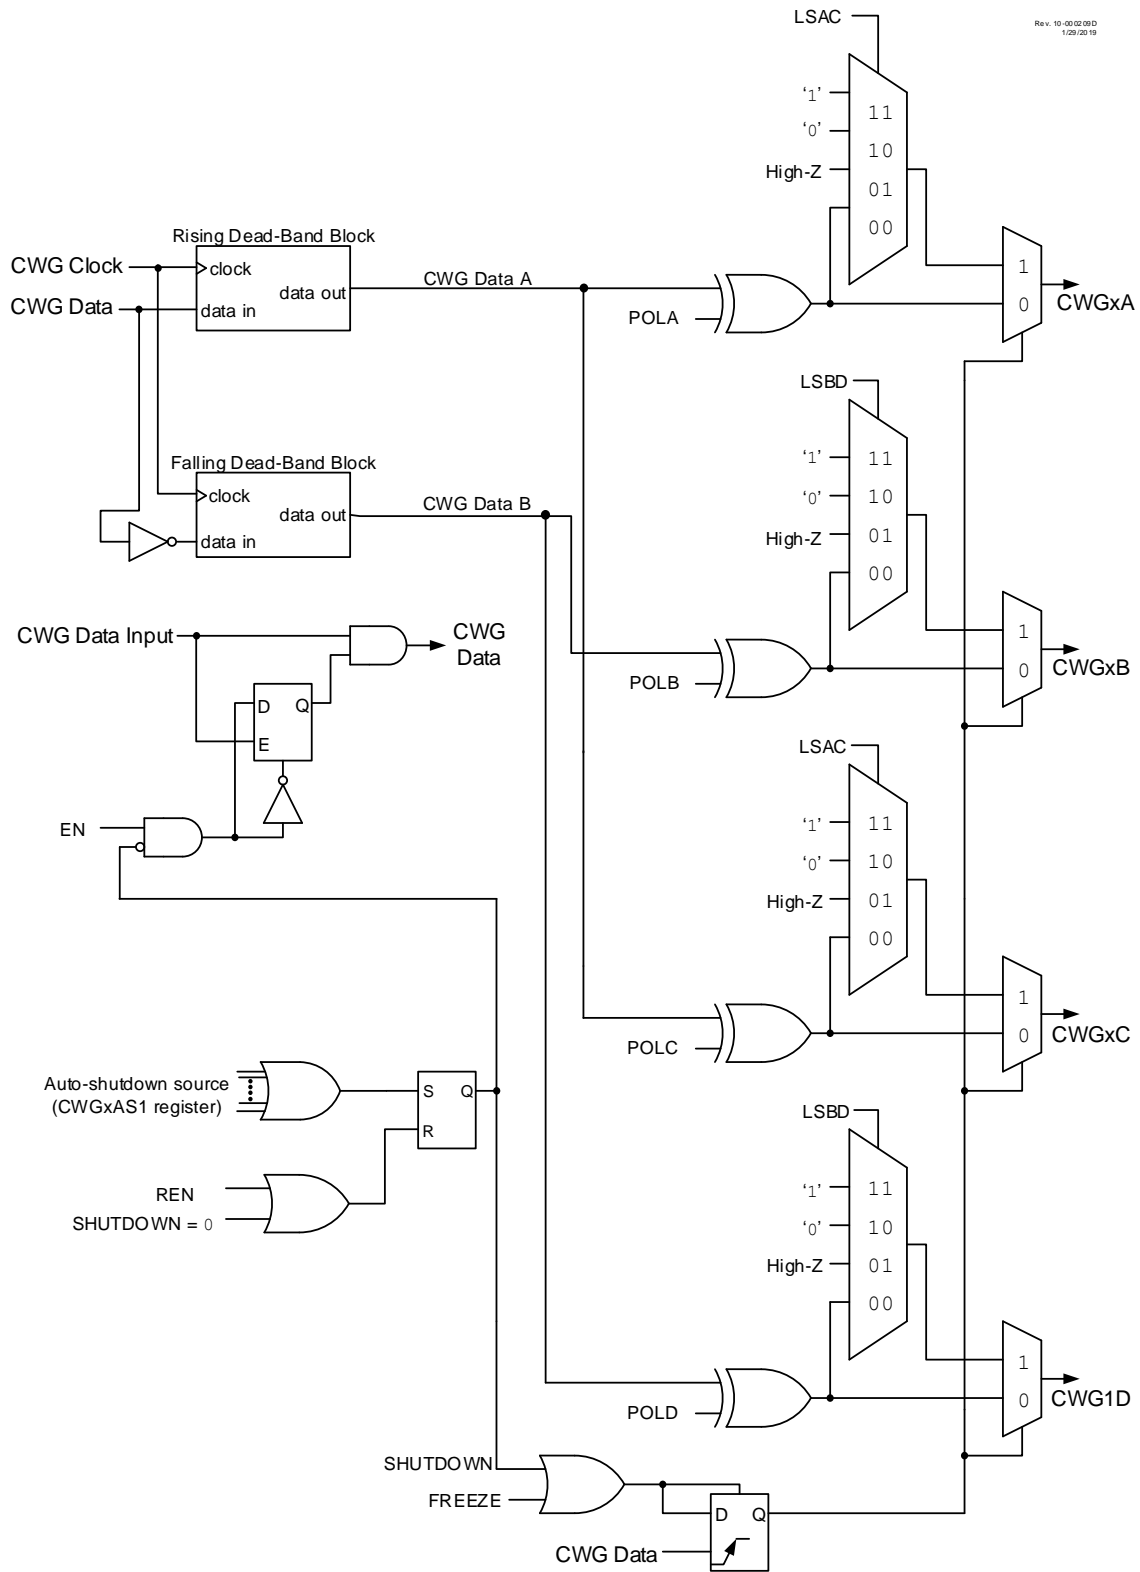 LSAC
Rev. 10-000209D
1/29/2019
'1'
11
'0'
10
High-Z
01
00
Rising Dead-Band Block
CWG Clock
clock
CWG Data
data in
data out
CWG Data A
POLA
1
0
CWGxA
LSBD
'1'
11
'0'
10
High-Z
01
00
Falling Dead-Band Block
clock
data out
data in
CWG Data B
POLB
1
0
CWGxB
CWG Data Input
CWG
Data
D
Q
E
EN
LSAC
'1'
11
'0'
10
High-Z
01
00
POLC
1
0
CWGxC
Auto-shutdown source
(CWGxAS1 register)
S
Q
R
REN
SHUTDOWN = 0
LSBD
'1'
11
'0'
10
High-Z
01
00
POLD
1
0
CWG1D
SHUTDOWN
FREEZE
D
Q
CWG Data